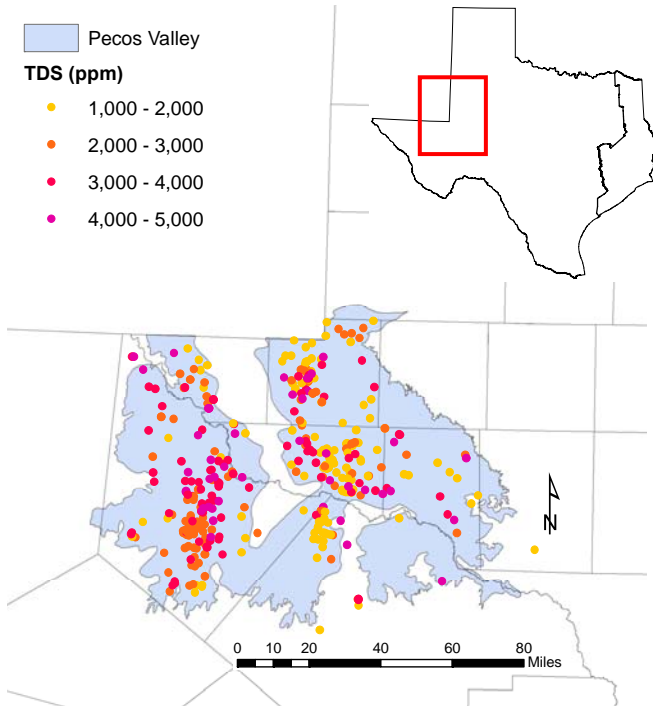 Pecos Valley
TDS (ppm)
1,000 - 2,000
2,000 - 3,000
3,000 - 4,000
4,000 - 5,000
N
0 10 20 40 60 80
Miles